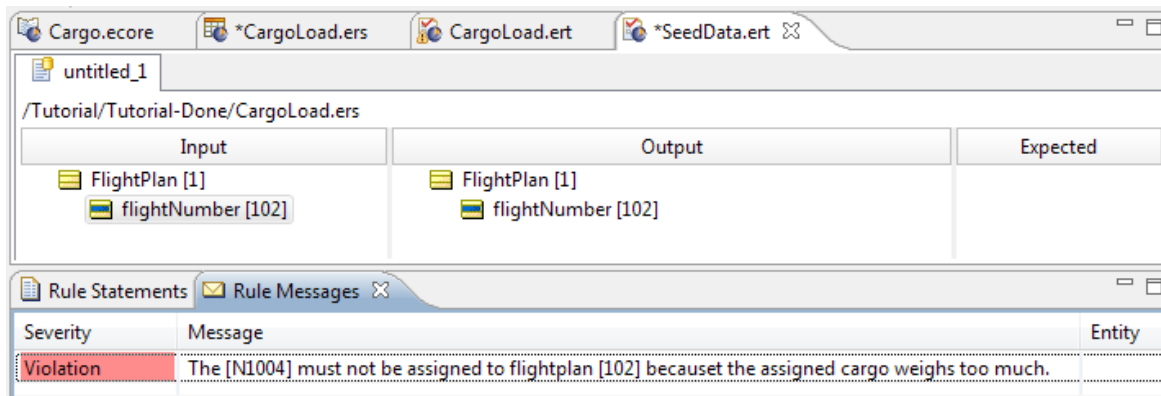 Cargo.ecore *CargoLoad.ers CargoLoad.ert *SeedData.ert
untitled_1
/Tutorial/Tutorial-Done/CargoLoad.ers
Input Output Expected
FlightPlan [1] FlightPlan [1]
flightNumber [102] flightNumber [102]
Rule Statements Rule Messages
Severity Message Entity
Violation The [N1004] must not be assigned to flightplan [102] becauset the assigned cargo weighs too much.